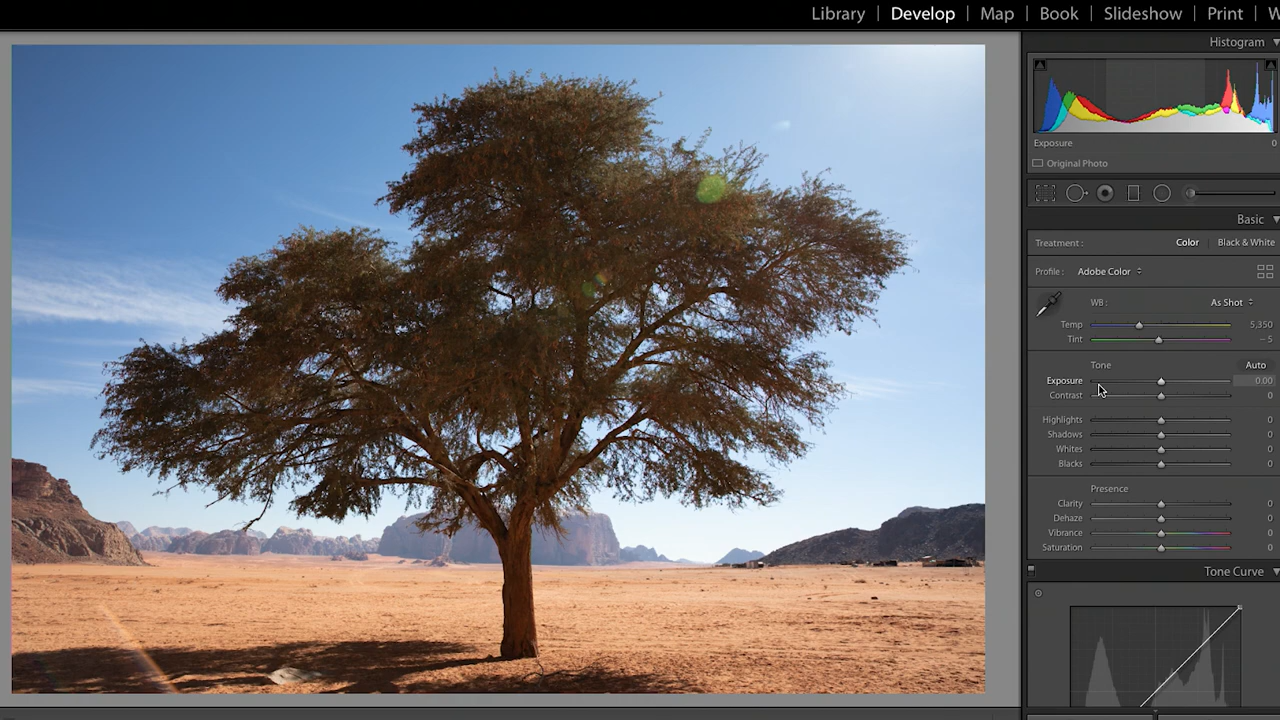 Library | Develop | Map | Book | Slideshow | Print | W
Histogram
Exposure 0
Original Photo
Basic
Treatment : Color | Black & White
Profile : Adobe Color
WB : As Shot
Temp 5,350
Tint – 5
Tone Auto
Exposure 0.00
Contrast 0
Highlights 0
Shadows 0
Whites 0
Blacks 0
Presence
Clarity 0
Dehaze 0
Vibrance 0
Saturation 0
Tone Curve